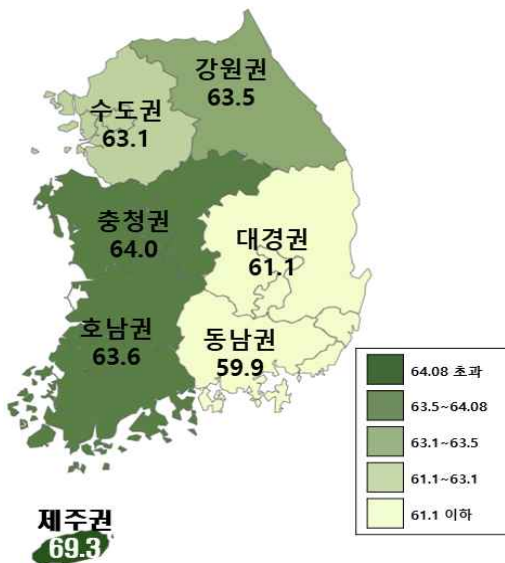 강원권
63.5
수도권
63.1
충청권
64.0
대경권
61.1
호남권
63.6
동남권
59.9
64.08 초과
63.5~64.08
63.1~63.5
61.1~63.1
61.1 이하
제주권
69.3